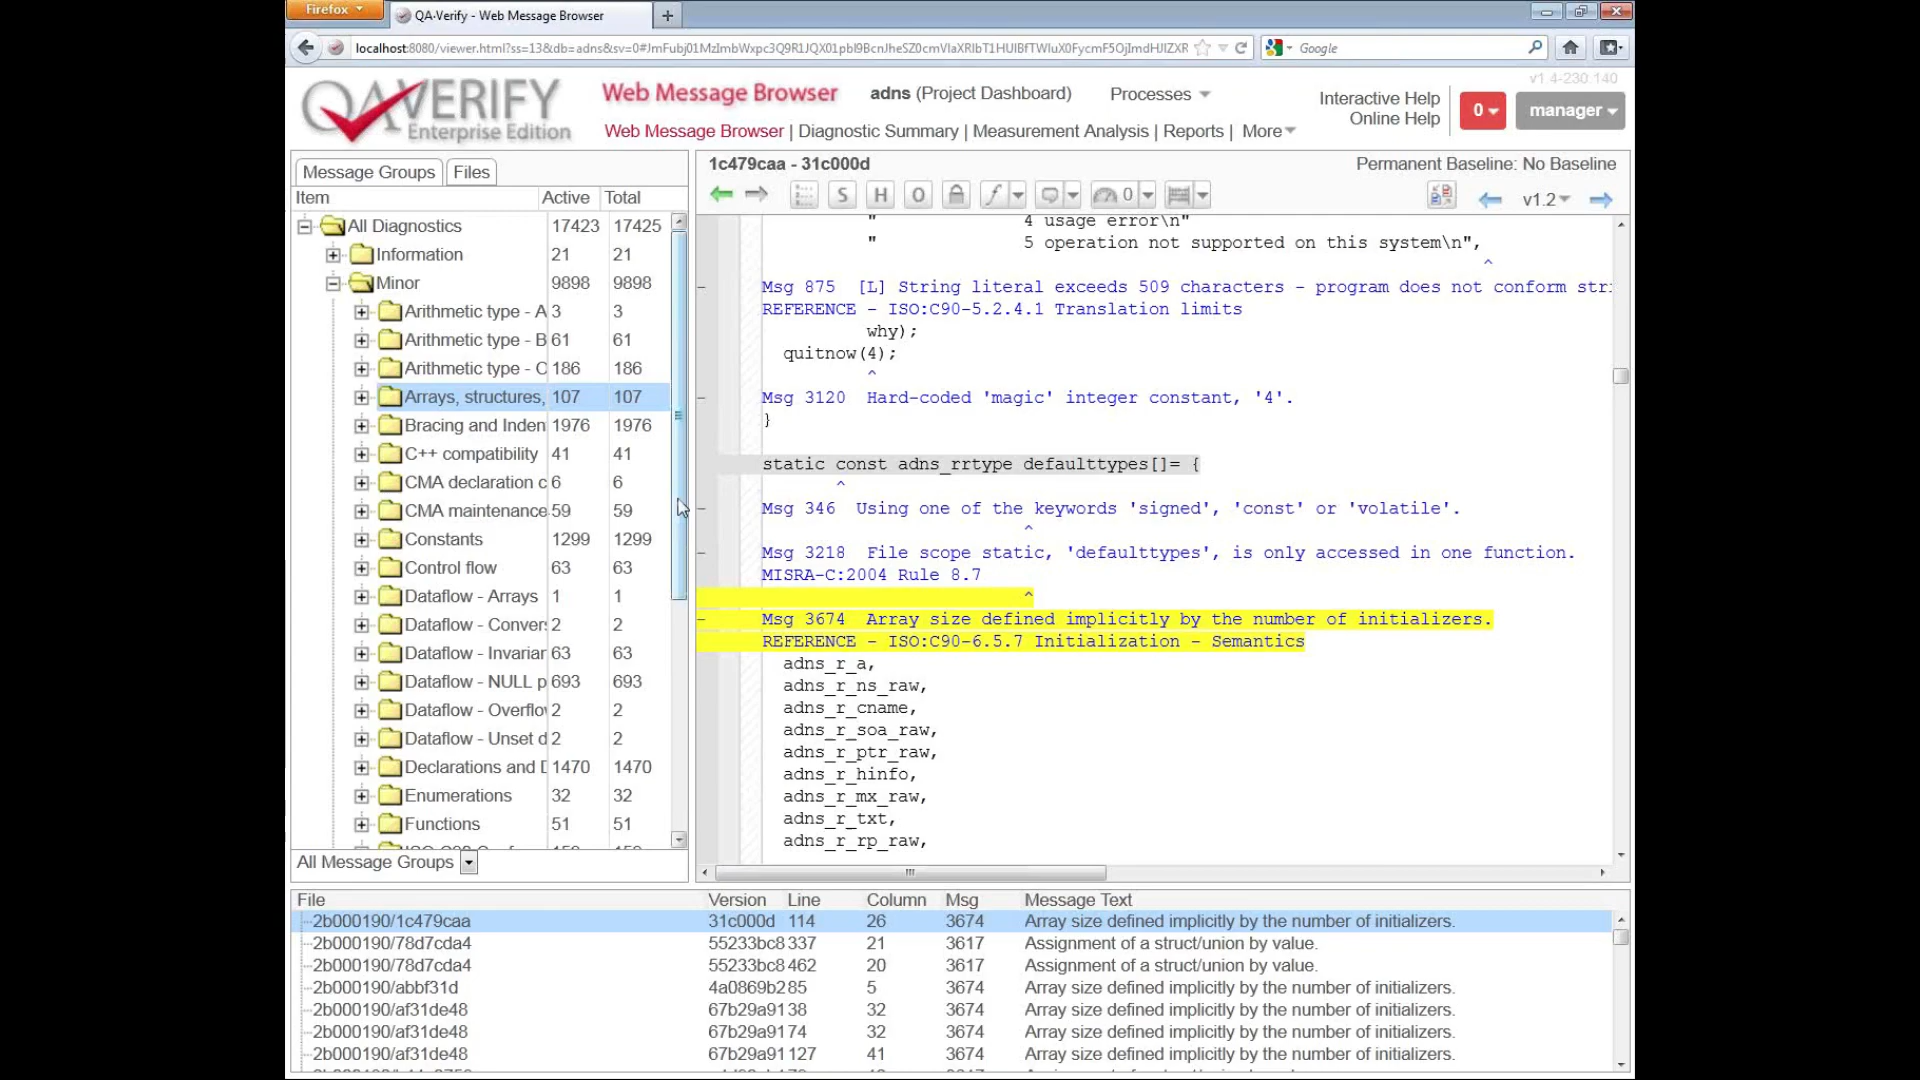 Firefox
QA-Verify - Web Message Browser
Google
QAVERIFY
Enterprise Edition
Web Message Browser
adns (Project Dashboard)
Processes
Web Message Browser | Diagnostic Summary | Measurement Analysis | Reports | More
v1.4-230.140
Interactive Help
Online Help
0
manager
Message Groups
Files
Item Active Total
All Diagnostics 17423 17425
Information 21 21
Minor 9898 9898
Arithmetic type - A 3 3
Arithmetic type - B 61 61
Arithmetic type - C 186 186
Arrays, structures, 107 107
Bracing and Inden 1976 1976
C++ compatibility 41 41
CMA declaration c 6 6
CMA maintenance 59 59
Constants 1299 1299
Control flow 63 63
Dataflow - Arrays 1 1
Dataflow - Conver 2 2
Dataflow - Invarian 63 63
Dataflow - NULL p 693 693
Dataflow - Overflow 2 2
Dataflow - Unset d 2 2
Declarations and D 1470 1470
Enumerations 32 32
Functions 51 51
All Message Groups
1c479caa - 31c000d
Permanent Baseline: No Baseline
S H O f 0 v1.2
" 4 usage error\n"
" 5 operation not supported on this system\n",
^
Msg 875 [L] String literal exceeds 509 characters - program does not conform stri
REFERENCE - ISO:C90-5.2.4.1 Translation limits
why);
quitnow(4);
^
Msg 3120 Hard-coded 'magic' integer constant, '4'.
}
static const adns_rrtype defaulttypes[]= {
^
Msg 346 Using one of the keywords 'signed', 'const' or 'volatile'.
^
Msg 3218 File scope static, 'defaulttypes', is only accessed in one function.
MISRA-C:2004 Rule 8.7
^
Msg 3674 Array size defined implicitly by the number of initializers.
REFERENCE - ISO:C90-6.5.7 Initialization - Semantics
adns_r_a,
adns_r_ns_raw,
adns_r_cname,
adns_r_soa_raw,
adns_r_ptr_raw,
adns_r_hinfo,
adns_r_mx_raw,
adns_r_txt,
adns_r_rp_raw,
File Version Line Column Msg Message Text
2b000190/1c479caa 31c000d 114 26 3674 Array size defined implicitly by the number of initializers.
2b000190/78d7cda4 55233bc8 337 21 3617 Assignment of a struct/union by value.
2b000190/78d7cda4 55233bc8 462 20 3617 Assignment of a struct/union by value.
2b000190/abbf31d 4a0869b2 85 5 3674 Array size defined implicitly by the number of initializers.
2b000190/af31de48 67b29a91 38 32 3674 Array size defined implicitly by the number of initializers.
2b000190/af31de48 67b29a91 74 32 3674 Array size defined implicitly by the number of initializers.
2b000190/af31de48 67b29a91 127 41 3674 Array size defined implicitly by the number of initializers.